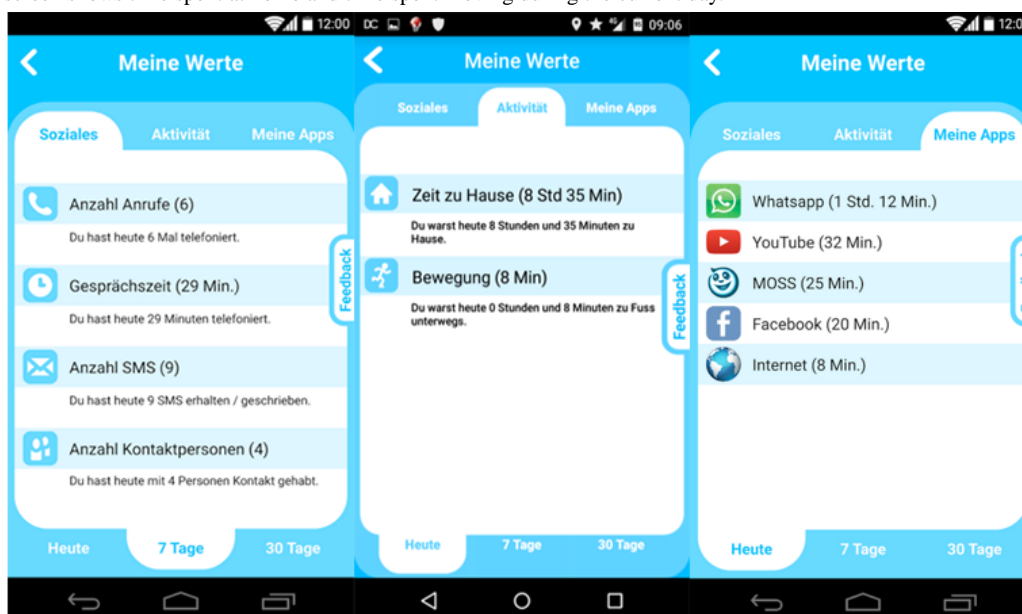 12:00
Meine Werte
Soziales Aktivität Meine Apps
Anzahl Anrufe (6)
Du hast heute 6 Mal telefoniert.
Gesprächszeit (29 Min.)
Du hast heute 29 Minuten telefoniert.
Anzahl SMS (9)
Du hast heute 9 SMS erhalten / geschrieben.
Anzahl Kontaktpersonen (4)
Du hast heute mit 4 Personen Kontakt gehabt.
Feedback
Heute 7 Tage 30 Tage
DC 09:06
Meine Werte
Soziales Aktivität Meine Apps
Zeit zu Hause (8 Std 35 Min)
Du warst heute 8 Stunden und 35 Minuten zu
Hause.
Bewegung (8 Min)
Du warst heute 0 Stunden und 8 Minuten zu Fuss
unterwegs.
Feedback
Heute 7 Tage 30 Tage
12:0
Meine Werte
Soziales Aktivität Meine Apps
Whatsapp (1 Std. 12 Min.)
YouTube (32 Min.)
MOSS (25 Min.)
Facebook (20 Min.)
Internet (8 Min.)
Heute 7 Tage 30 Tage